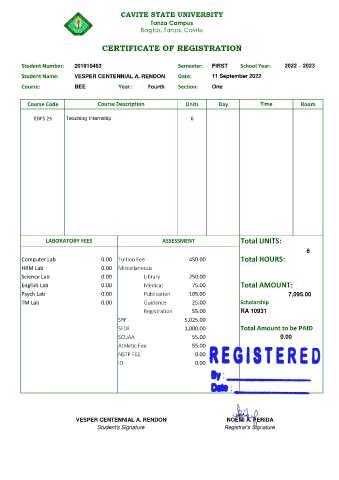 CAVITE STATE UNIVERSITY
Tanza Campus
Bagtas, Tanza, Cavite
CERTIFICATE OF REGISTRATION
Student Number: 201910463 Semester: FIRST School Year: 2022 – 2023
Student Name: VESPER CENTENNIAL A. RENDON Date: 11 September 2022
Course: BEE Year: Fourth Section: One
Course Code Course Description Units Day Time Room
EDFS 23 Teaching Internship 6
LABORATORY FEES ASSESSMENT Total UNITS:
6
Computer Lab 0.00 Tuition Fee 450.00 Total HOURS:
HRM Lab 0.00 Miscellaneous
Science Lab 0.00 Library 250.00
English Lab 0.00 Medical 75.00 Total AMOUNT:
Psych Lab 0.00 Publication 105.00 7,095.00
TM Lab 0.00 Guidance 25.00 Scholarship
Registration 55.00 RA 10931
SRF 5,025.00
SFDF 1,000.00 Total Amount to be PAID
SCUAA 55.00 0.00
Athletic Fee 55.00
NSTP FEE 0.00
ID 0.00
REGISTERED
By:
Date:
VESPER CENTENNIAL A. RENDON NOEMI A. PERIDA
Student's Signature Registrar's Signature